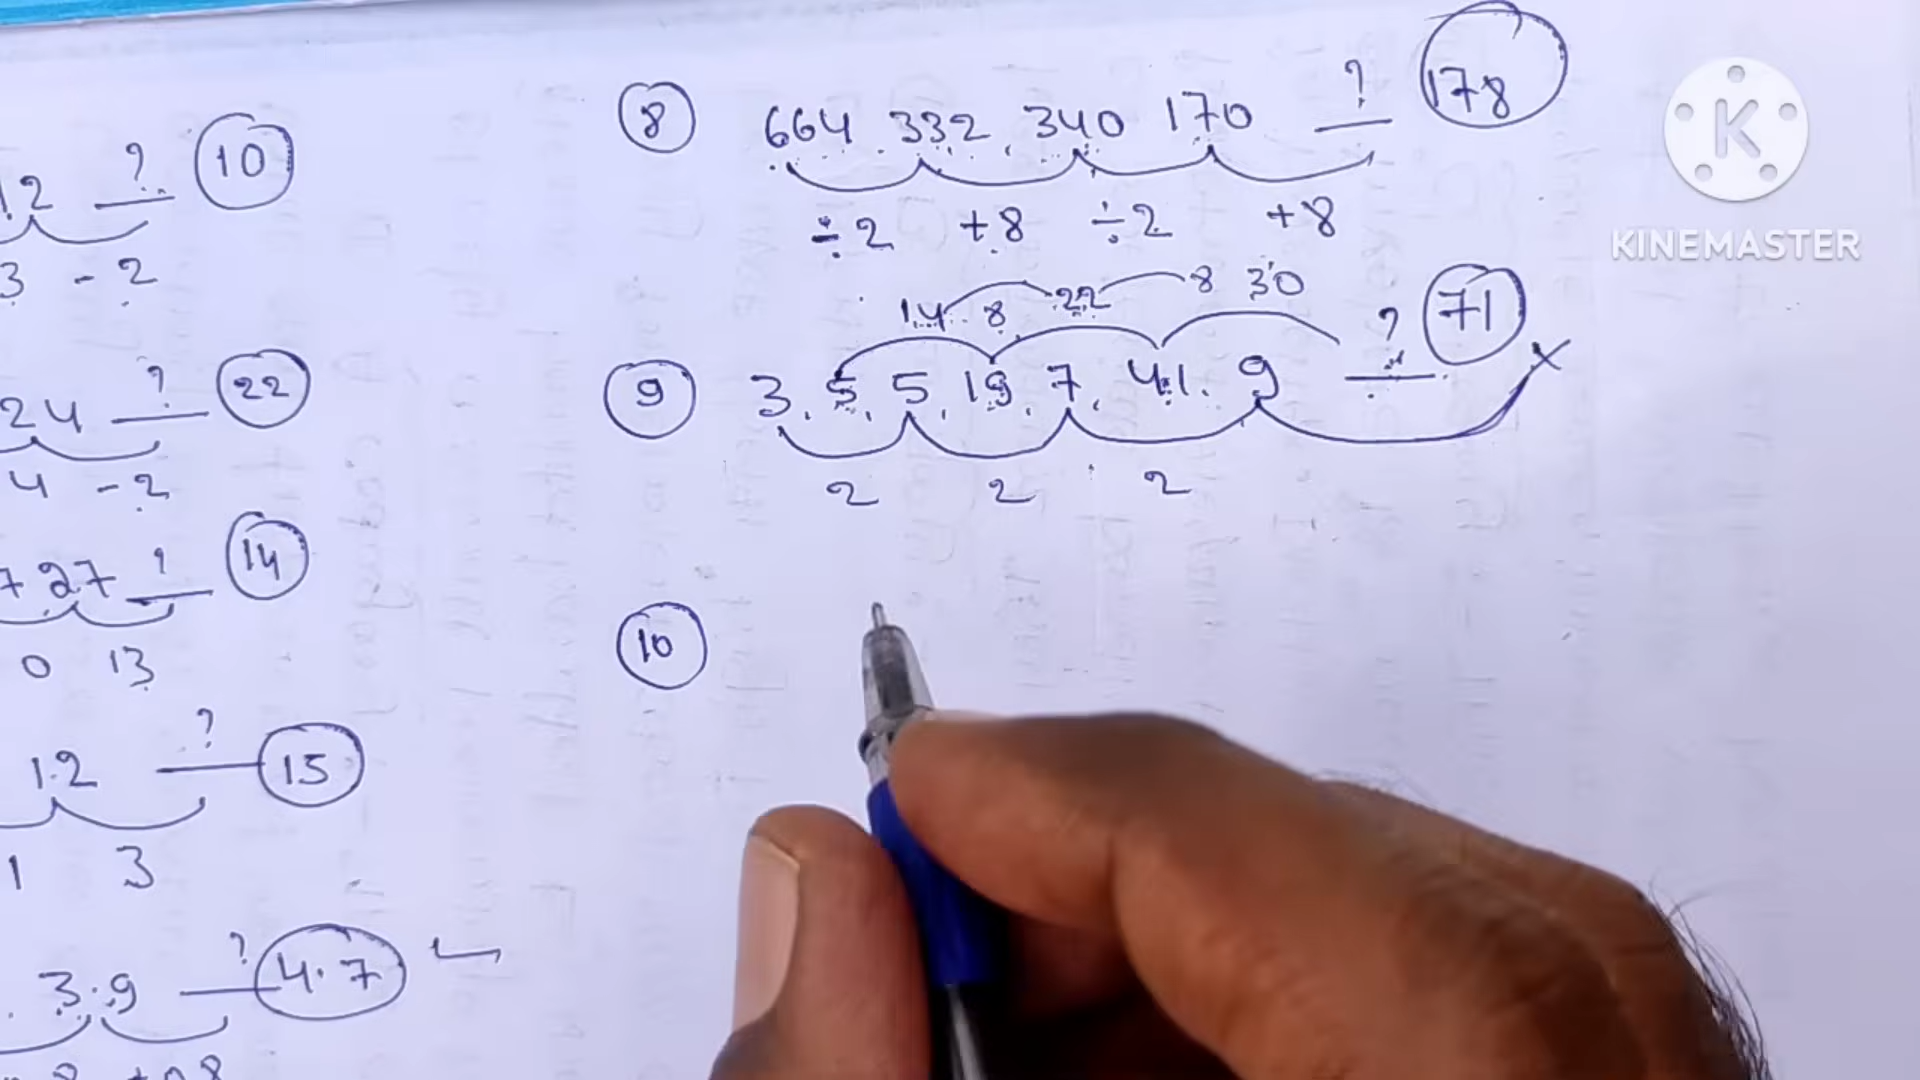 12 ? 10
3 -2
24 ? 22
4 -2
7 27 ? 14
0 13
12 ? 15
1 3
3.9 ? 4.7
8 664 332 340 170 ? 178
÷2 +8 ÷2 +8
14 8 22 8 30
9 3, 5, 5, 19, 7, 41, 9 ? 71
2 2 2
10
KINEMASTER